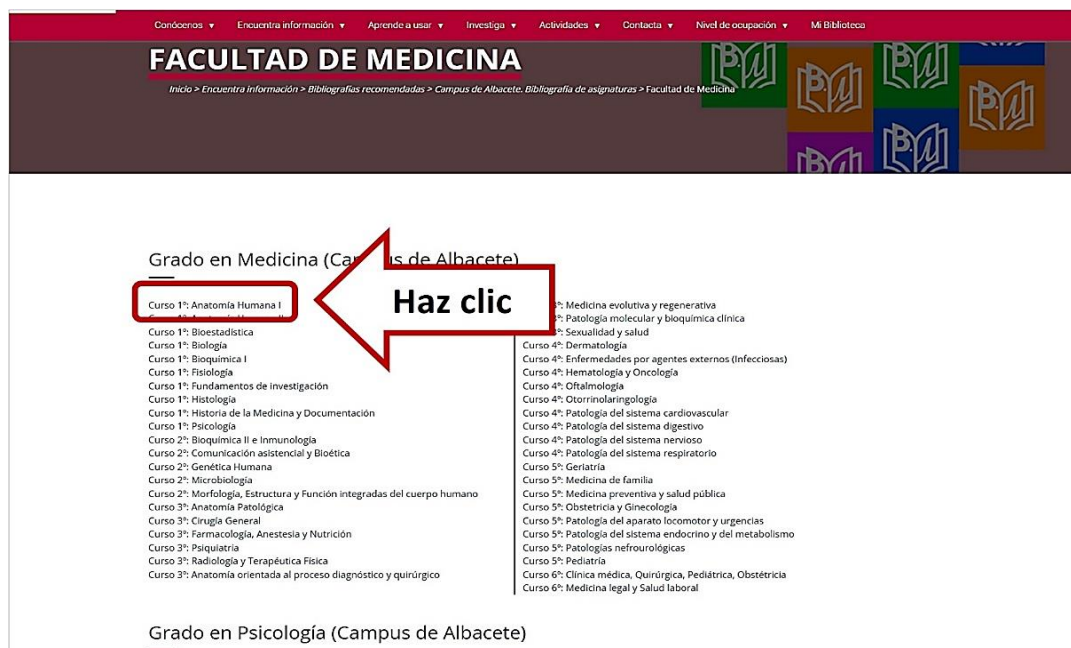 Conócenos ▼ Encuentra información ▼ Aprende a usar ▼ Investiga ▼ Actividades ▼ Contacta ▼ Nivel de ocupación ▼ Mi Biblioteca
FACULTAD DE MEDICINA
Inicio > Encuentra información > Bibliografías recomendadas > Campus de Albacete. Bibliografía de asignaturas > Facultad de Medicina
Grado en Medicina (Ca us de Albacete)
Haz clic
Curso 1º: Anatomía Humana I
Curso 1º: Bioestadística
Curso 1º: Biología
Curso 1º: Bioquímica I
Curso 1º: Fisiología
Curso 1º: Fundamentos de investigación
Curso 1º: Histología
Curso 1º: Historia de la Medicina y Documentación
Curso 1º: Psicología
Curso 2º: Bioquímica II e Inmunología
Curso 2º: Comunicación asistencial y Bioética
Curso 2º: Genética Humana
Curso 2º: Microbiología
Curso 2º: Morfología, Estructura y Función integradas del cuerpo humano
Curso 3º: Anatomía Patológica
Curso 3º: Cirugía General
Curso 3º: Farmacología, Anestesia y Nutrición
Curso 3º: Psiquiatria
Curso 3º: Radiología y Terapéutica Física
Curso 3º: Anatomía orientada al proceso diagnóstico y quirúrgico
Medicina evolutiva y regenerativa
Patología molecular y bioquímica clínica
Sexualidad y salud
Curso 4º: Dermatología
Curso 4º: Enfermedades por agentes externos (Infecciosas)
Curso 4º: Hematología y Oncología
Curso 4º: Oftalmología
Curso 4º: Otorrinolaringología
Curso 4º: Patología del sistema cardiovascular
Curso 4º: Patología del sistema digestivo
Curso 4º: Patología del sistema nervioso
Curso 4º: Patología del sistema respiratorio
Curso 5º: Geriatría
Curso 5º: Medicina de familia
Curso 5º: Medicina preventiva y salud pública
Curso 5º: Obstetricia y Ginecología
Curso 5º: Patología del aparato locomotor y urgencias
Curso 5º: Patología del sistema endocrino y del metabolismo
Curso 5º: Patologías nefrourológicas
Curso 5º: Pediatría
Curso 6º: Clínica médica, Quirúrgica, Pediátrica, Obstétricia
Curso 6º: Medicina legal y Salud laboral
Grado en Psicología (Campus de Albacete)